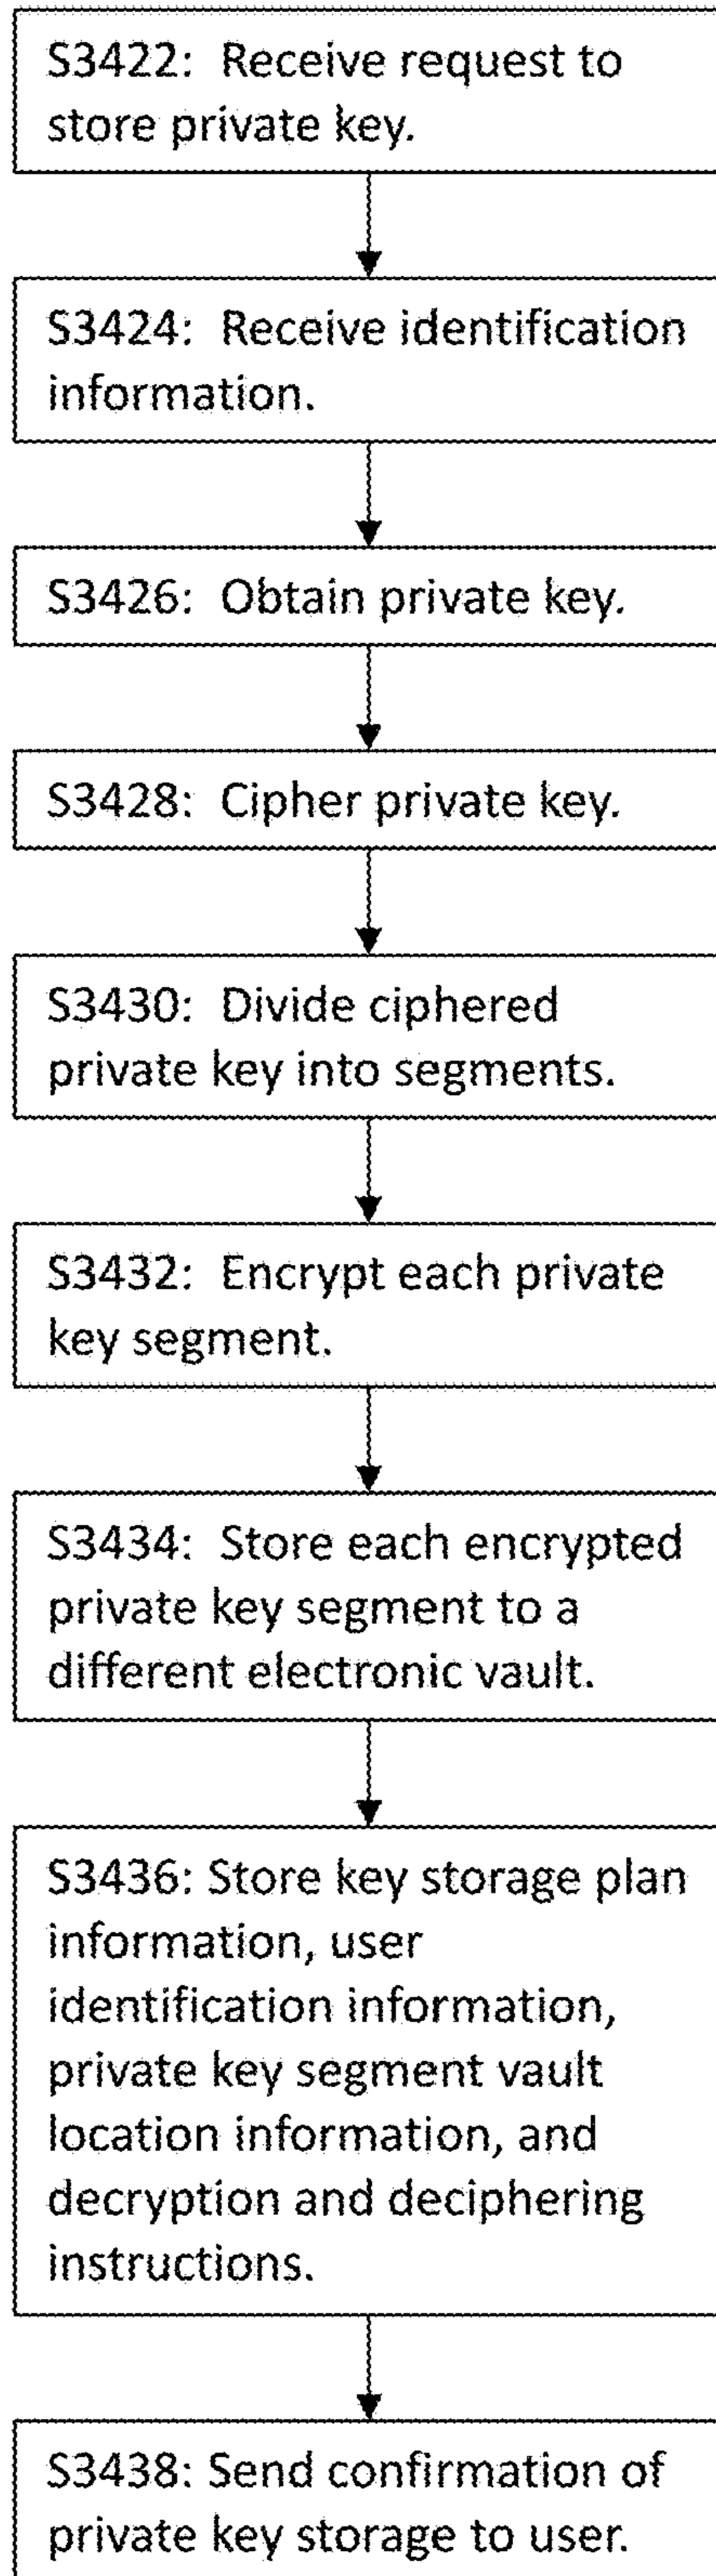 S3422:  Receive request to
store private key.
S3424:  Receive identification
information.
S3426:  Obtain private key.
S3428:  Cipher private key.
S3430:  Divide ciphered
private key into segments.
S3432:  Encrypt each private
key segment.
S3434:  Store each encrypted
private key segment to a
different electronic vault.
S3436: Store key storage plan
information, user
identification information,
private key segment vault
location information, and
decryption and deciphering
instructions.
S3438: Send confirmation of
private key storage to user.